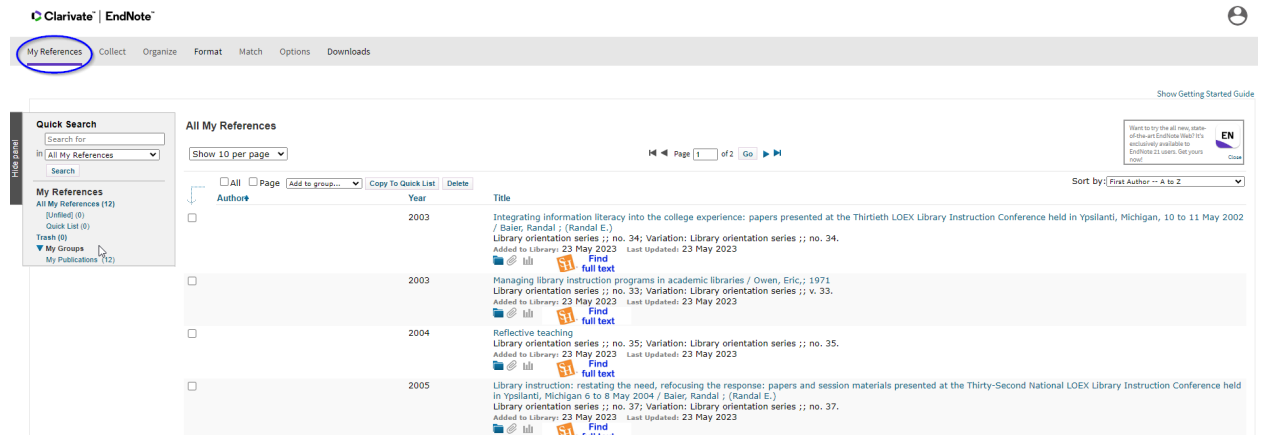 Clarivate™ | EndNote™
My References Collect Organize Format Match Options Downloads
Show Getting Started Guide
Hide panel
Quick Search
Search for
in All My References
Search
My References
All My References (12)
[Unfiled] (0)
Quick List (0)
Trash (0)
▼ My Groups
My Publications (12)
All My References
Show 10 per page
Page 1 of 2 Go
Want to try the all new, state-
of-the-art EndNote Web? It's
exclusively available to
EndNote 21 users. Get yours
now!
EN
Close
All Page Add to group... Copy To Quick List Delete
Sort by: First Author -- A to Z
Author Year Title
2003 Integrating information literacy into the college experience: papers presented at the Thirtieth LOEX Library Instruction Conference held in Ypsilanti, Michigan, 10 to 11 May 2002
/ Baier, Randal ; (Randal E.)
Library orientation series ;; no. 34; Variation: Library orientation series ;; no. 34.
Added to Library: 23 May 2023 Last Updated: 23 May 2023
SH Find
full text
2003 Managing library instruction programs in academic libraries / Owen, Eric,; 1971
Library orientation series ;; no. 33; Variation: Library orientation series ;; v. 33.
Added to Library: 23 May 2023 Last Updated: 23 May 2023
SH Find
full text
2004 Reflective teaching
Library orientation series ;; no. 35; Variation: Library orientation series ;; no. 35.
Added to Library: 23 May 2023 Last Updated: 23 May 2023
SH Find
full text
2005 Library instruction: restating the need, refocusing the response: papers and session materials presented at the Thirty-Second National LOEX Library Instruction Conference held
in Ypsilanti, Michigan 6 to 8 May 2004 / Baier, Randal ; (Randal E.)
Library orientation series ;; no. 37; Variation: Library orientation series ;; no. 37.
Added to Library: 23 May 2023 Last Updated: 23 May 2023
SH Find
full text